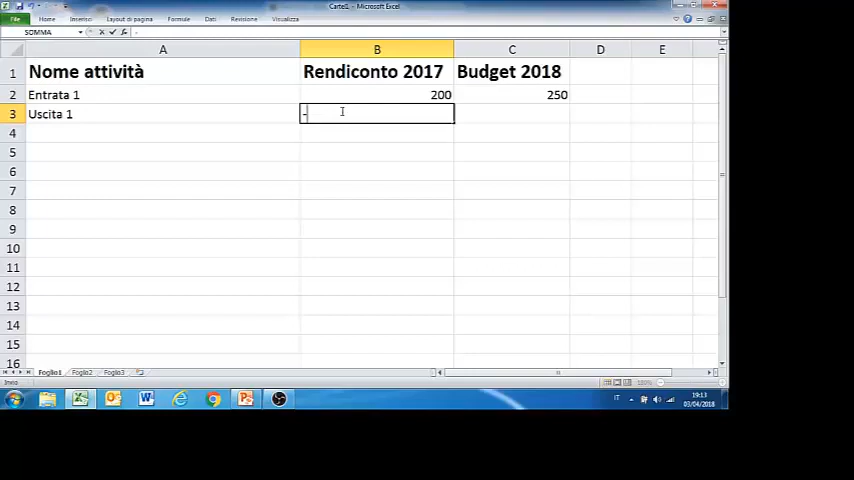 Cartel1 - Microsoft Excel
File Home Inserisci Layout di pagina Formule Dati Revisione Visualizza
SOMMA -
A B C D E
1 Nome attività Rendiconto 2017 Budget 2018
2 Entrata 1 200 250
3 Uscita 1 -
4
5
6
7
8
9
10
11
12
13
14
15
16
Foglio1 Foglio2 Foglio3
Invio
IT 19:13
03/04/2018